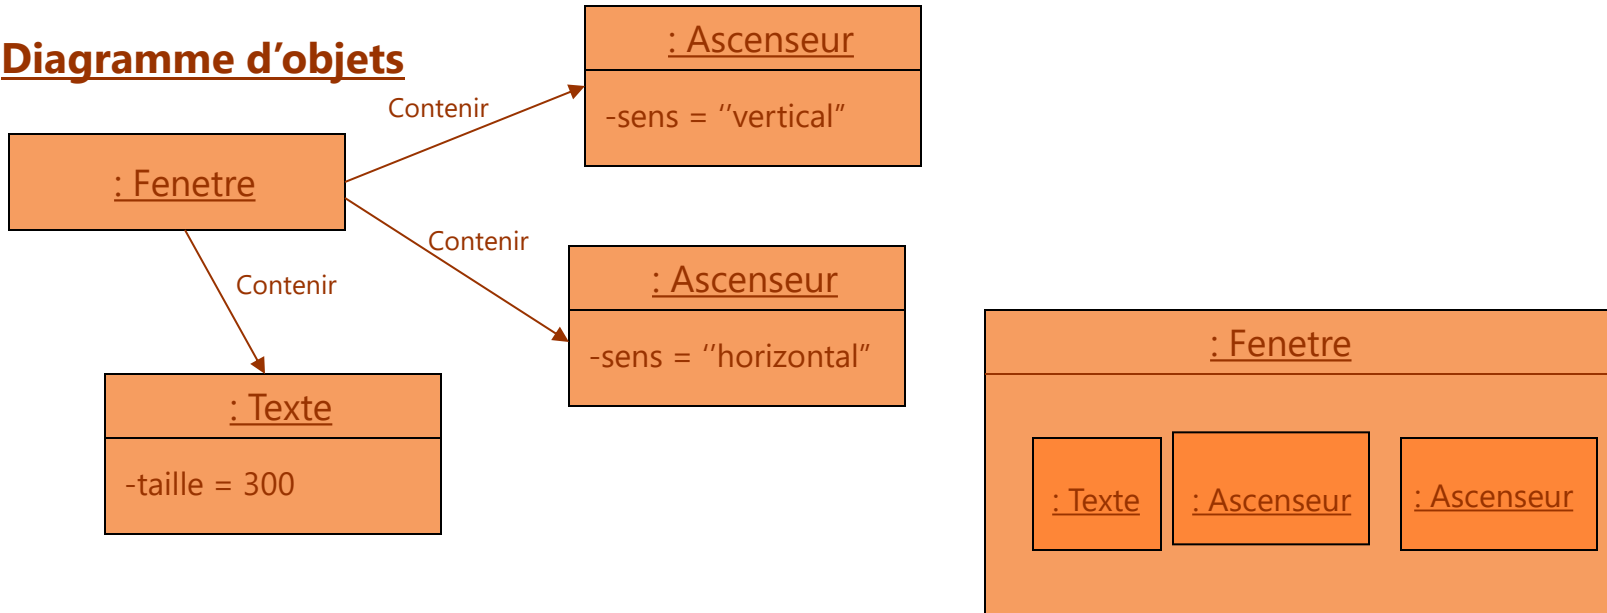 Diagramme d’objets
: Ascenseur
-sens = ‘’vertical”
Contenir
: Fenetre
Contenir
: Ascenseur
-sens = ‘’horizontal”
Contenir
: Texte
-taille = 300
: Fenetre
: Texte
: Ascenseur
: Ascenseur